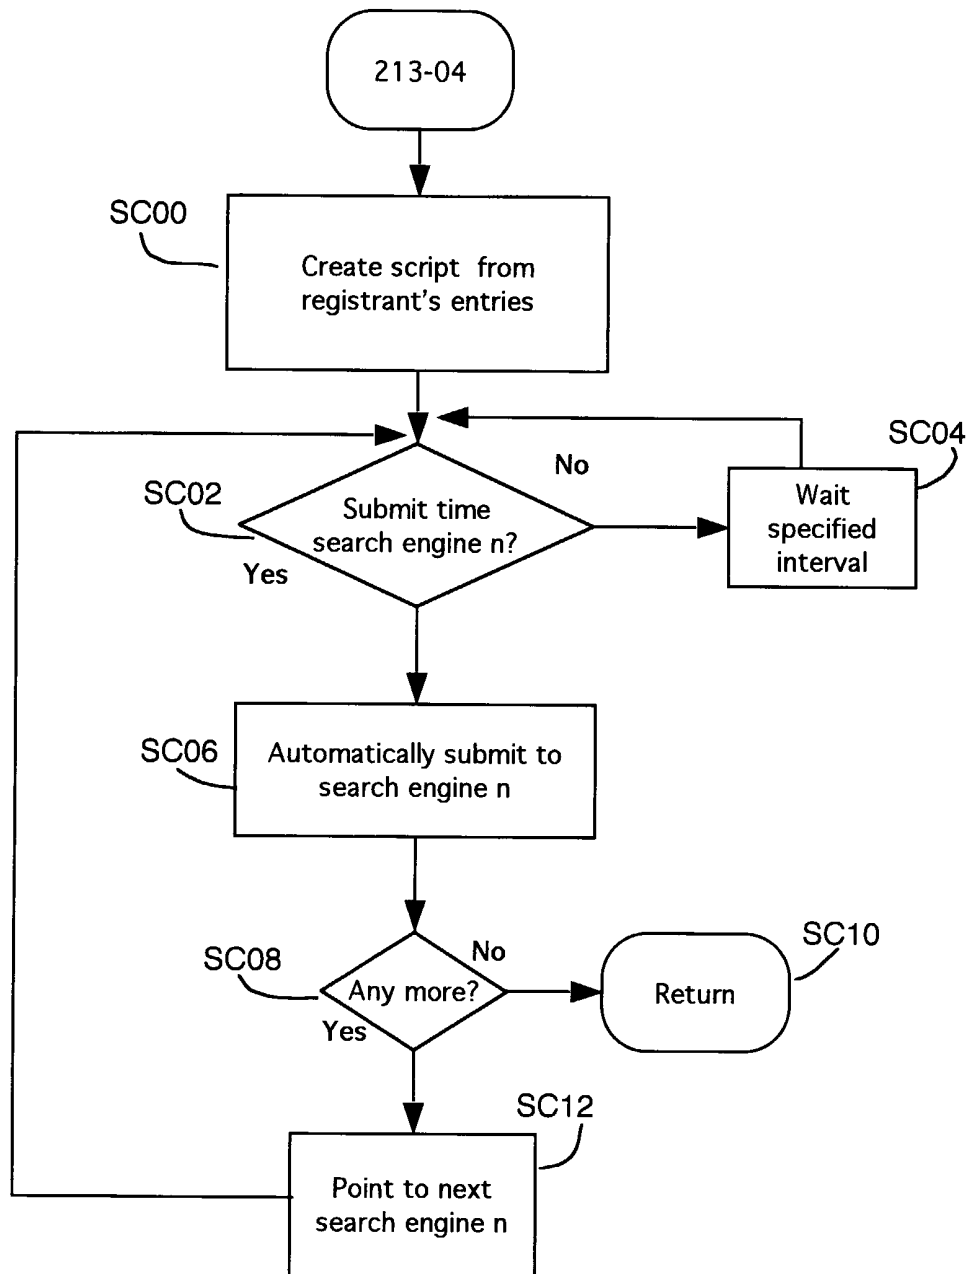 213-04
SC00
Create script from
registrant's entries
SC04
No
SC02
Submit time
search engine n?
Wait
specified
interval
Yes
SC06
Automatically submit to
search engine n
SC10
No
SC08
Any more?
Return
Yes
SC12
Point to next
search engine n